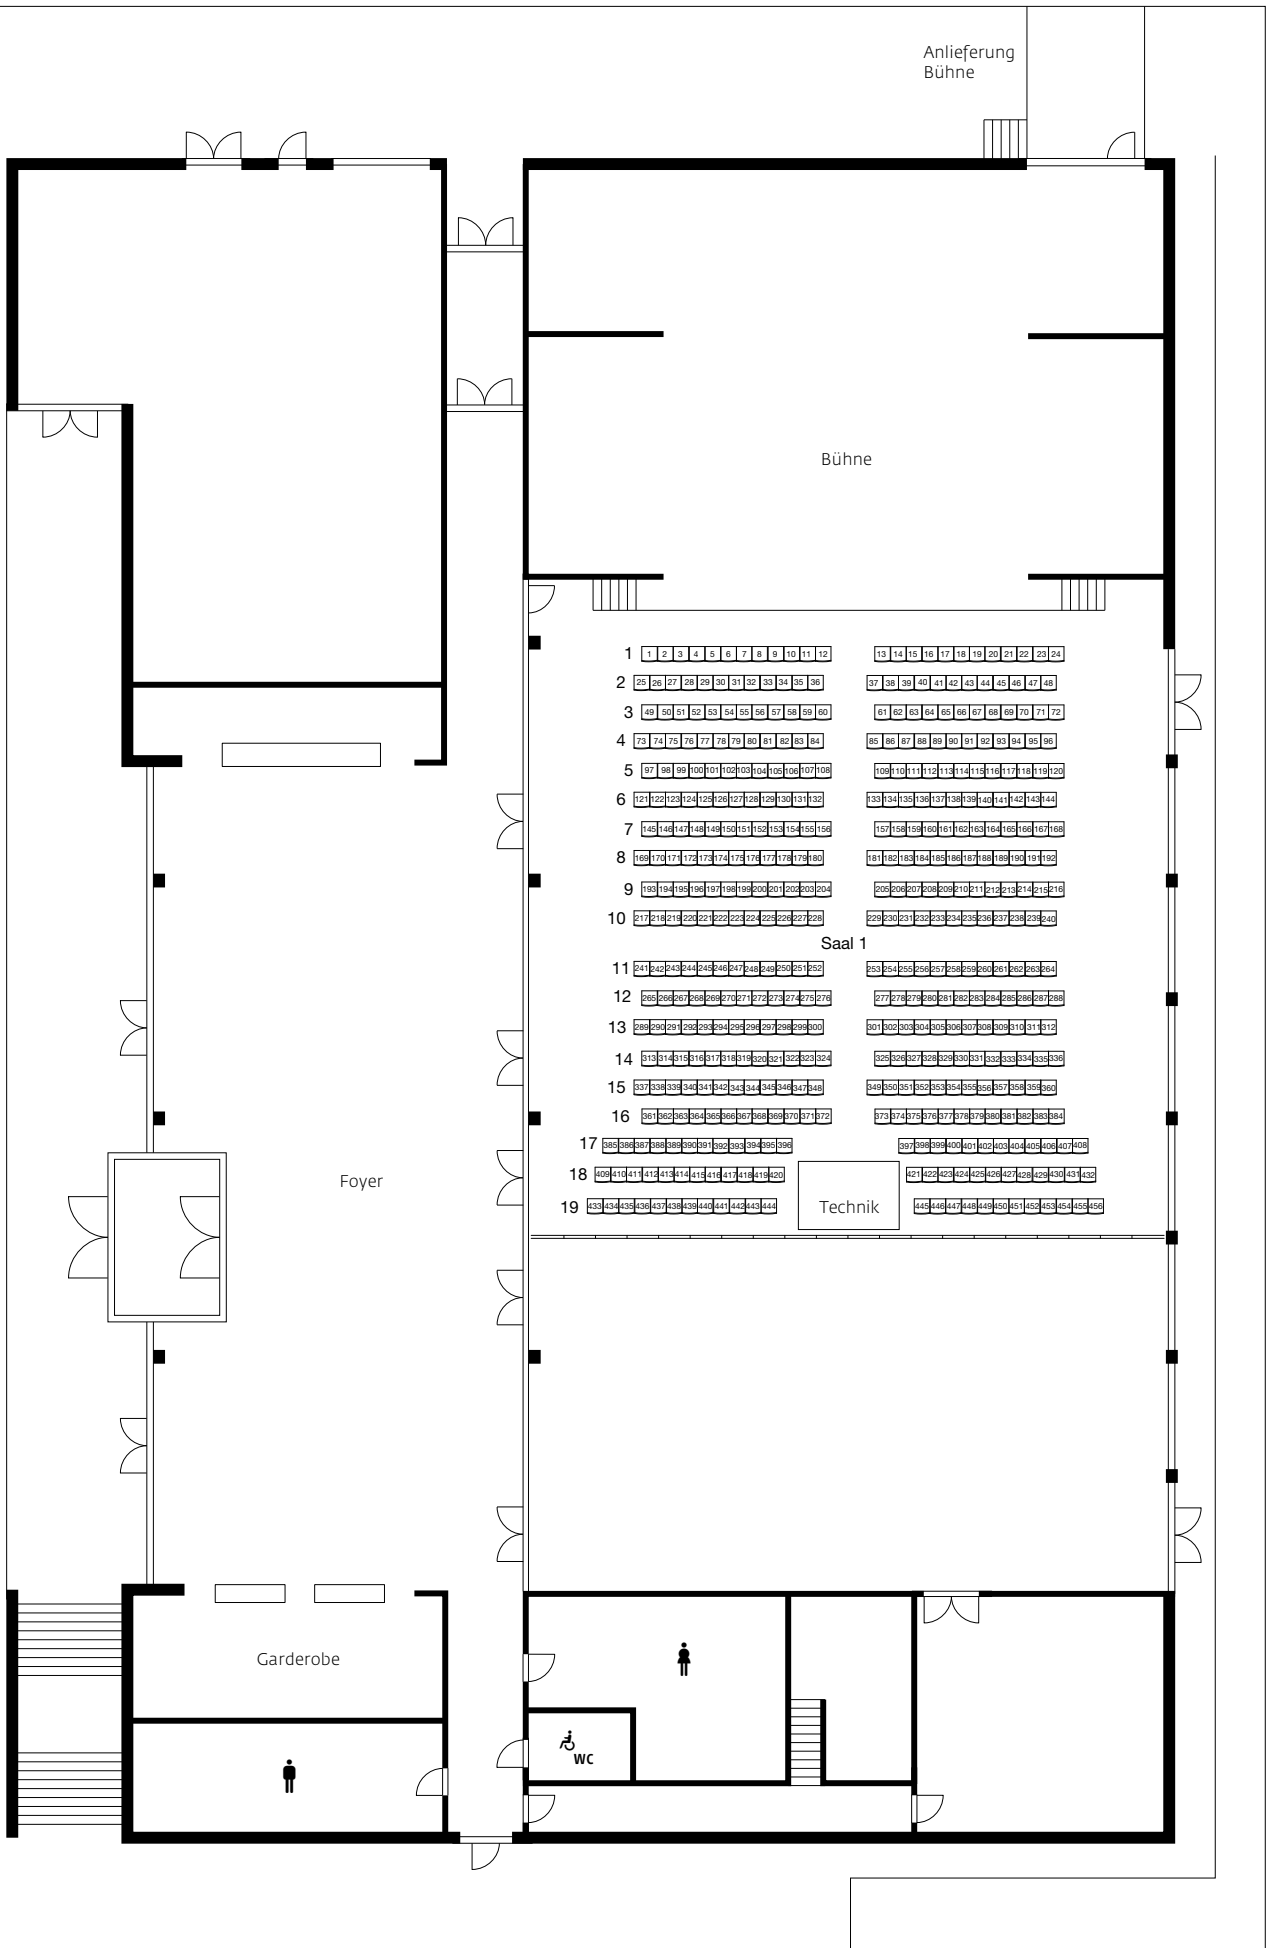 Anlieferung
Bühne
Bühne
1 1 2 3 4 5 6 7 8 9 10 11 12 13 14 15 16 17 18 19 20 21 22 23 24
2 25 26 27 28 29 30 31 32 33 34 35 36 37 38 39 40 41 42 43 44 45 46 47 48
3 49 50 51 52 53 54 55 56 57 58 59 60 61 62 63 64 65 66 67 68 69 70 71 72
4 73 74 75 76 77 78 79 80 81 82 83 84 85 86 87 88 89 90 91 92 93 94 95 96
5 97 98 99 100 101 102 103 104 105 106 107 108 109 110 111 112 113 114 115 116 117 118 119 120
6 121 122 123 124 125 126 127 128 129 130 131 132 133 134 135 136 137 138 139 140 141 142 143 144
7 145 146 147 148 149 150 151 152 153 154 155 156 157 158 159 160 161 162 163 164 165 166 167 168
8 169 170 171 172 173 174 175 176 177 178 179 180 181 182 183 184 185 186 187 188 189 190 191 192
9 193 194 195 196 197 198 199 200 201 202 203 204 205 206 207 208 209 210 211 212 213 214 215 216
10 217 218 219 220 221 222 223 224 225 226 227 228 229 230 231 232 233 234 235 236 237 238 239 240
Saal 1
11 241 242 243 244 245 246 247 248 249 250 251 252 253 254 255 256 257 258 259 260 261 262 263 264
12 265 266 267 268 269 270 271 272 273 274 275 276 277 278 279 280 281 282 283 284 285 286 287 288
13 289 290 291 292 293 294 295 296 297 298 299 300 301 302 303 304 305 306 307 308 309 310 311 312
14 313 314 315 316 317 318 319 320 321 322 323 324 325 326 327 328 329 330 331 332 333 334 335 336
15 337 338 339 340 341 342 343 344 345 346 347 348 349 350 351 352 353 354 355 356 357 358 359 360
16 361 362 363 364 365 366 367 368 369 370 371 372 373 374 375 376 377 378 379 380 381 382 383 384
17 385 386 387 388 389 390 391 392 393 394 395 396 397 398 399 400 401 402 403 404 405 406 407 408
18 409 410 411 412 413 414 415 416 417 418 419 420 421 422 423 424 425 426 427 428 429 430 431 432
Foyer
19 433 434 435 436 437 438 439 440 441 442 443 444 Technik 445 446 447 448 449 450 451 452 453 454 455 456
Garderobe
WC